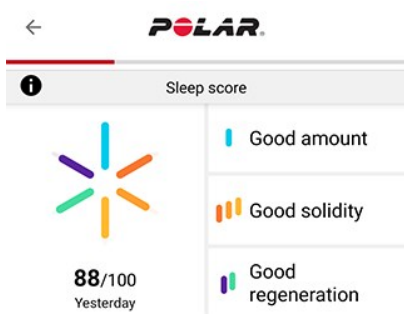 POLAR.
Sleep score
Good amount
Good solidity
Good
regeneration
88/100
Yesterday